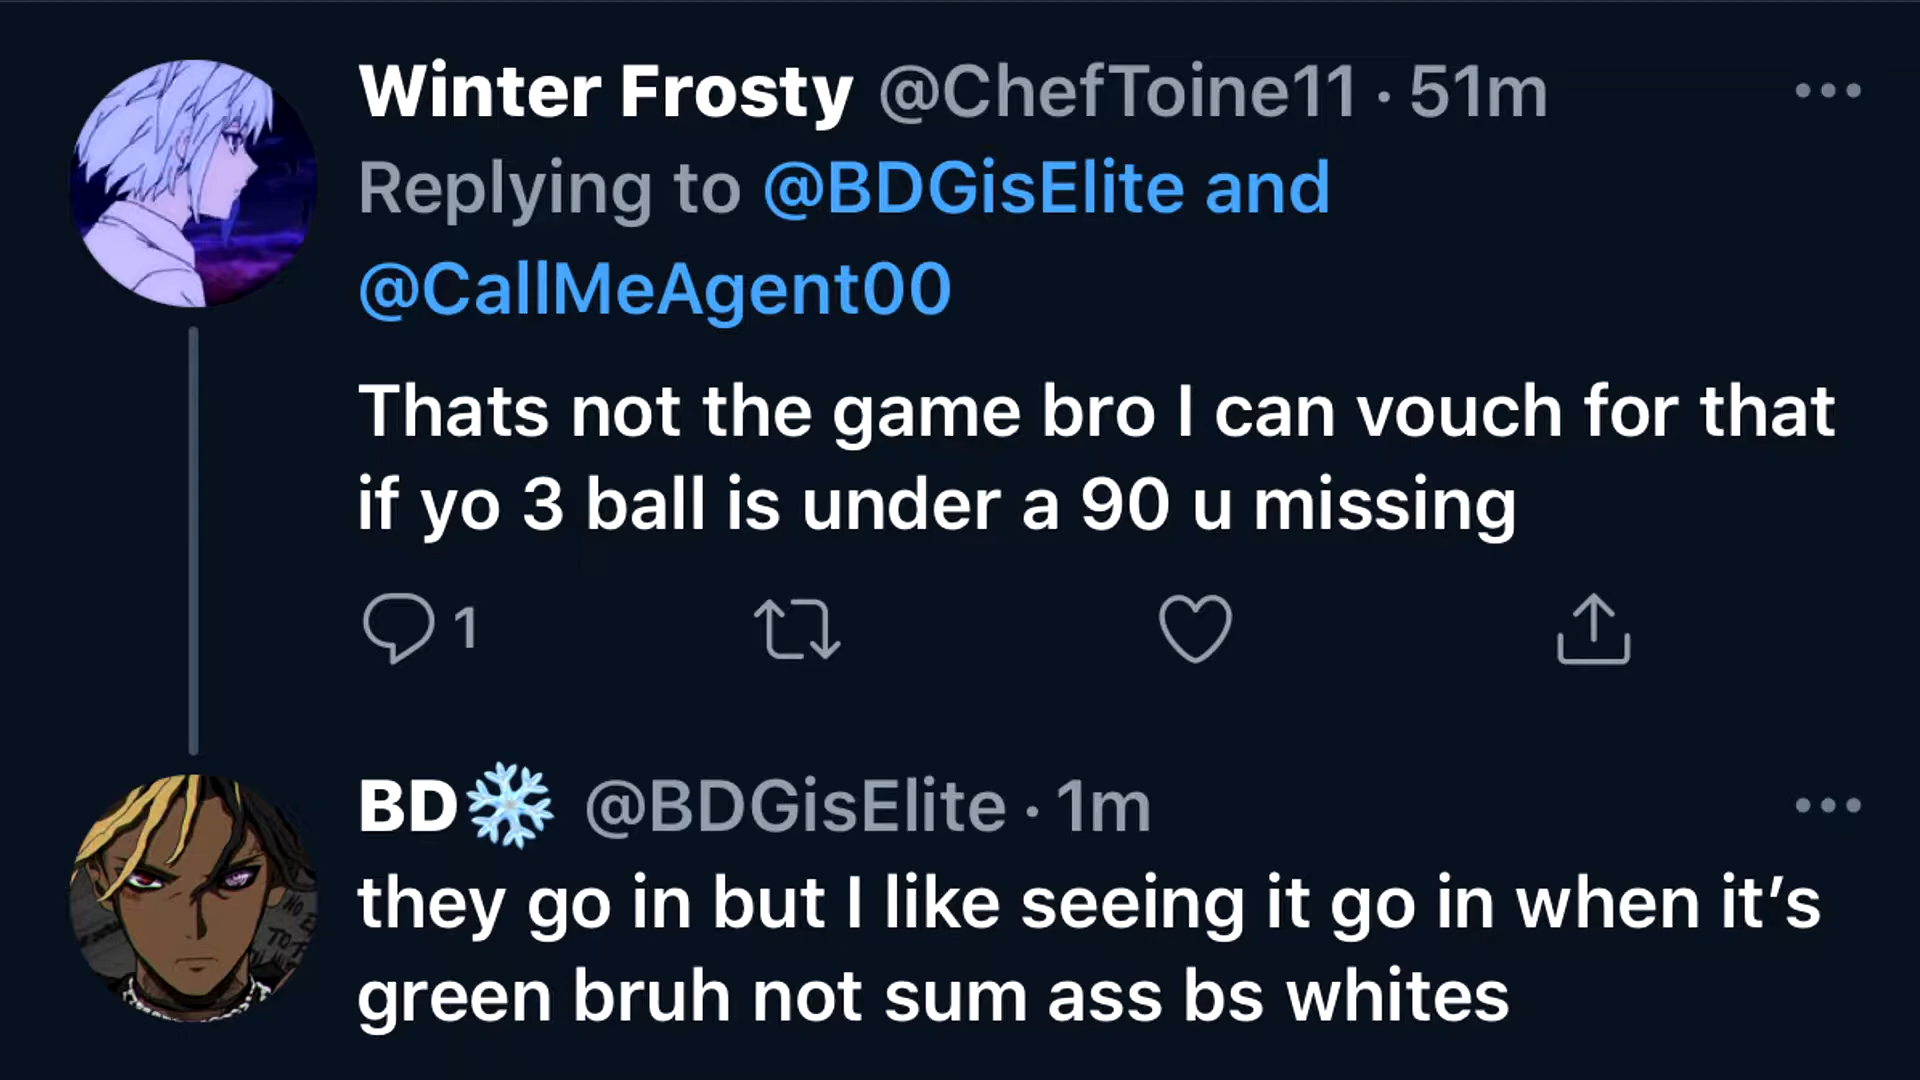 Winter Frosty @ChefToine11 · 51m
Replying to @BDGisElite and
@CallMeAgent00
Thats not the game bro I can vouch for that
if yo 3 ball is under a 90 u missing
1
BD❄️ @BDGisElite · 1m
they go in but I like seeing it go in when it's
green bruh not sum ass bs whites